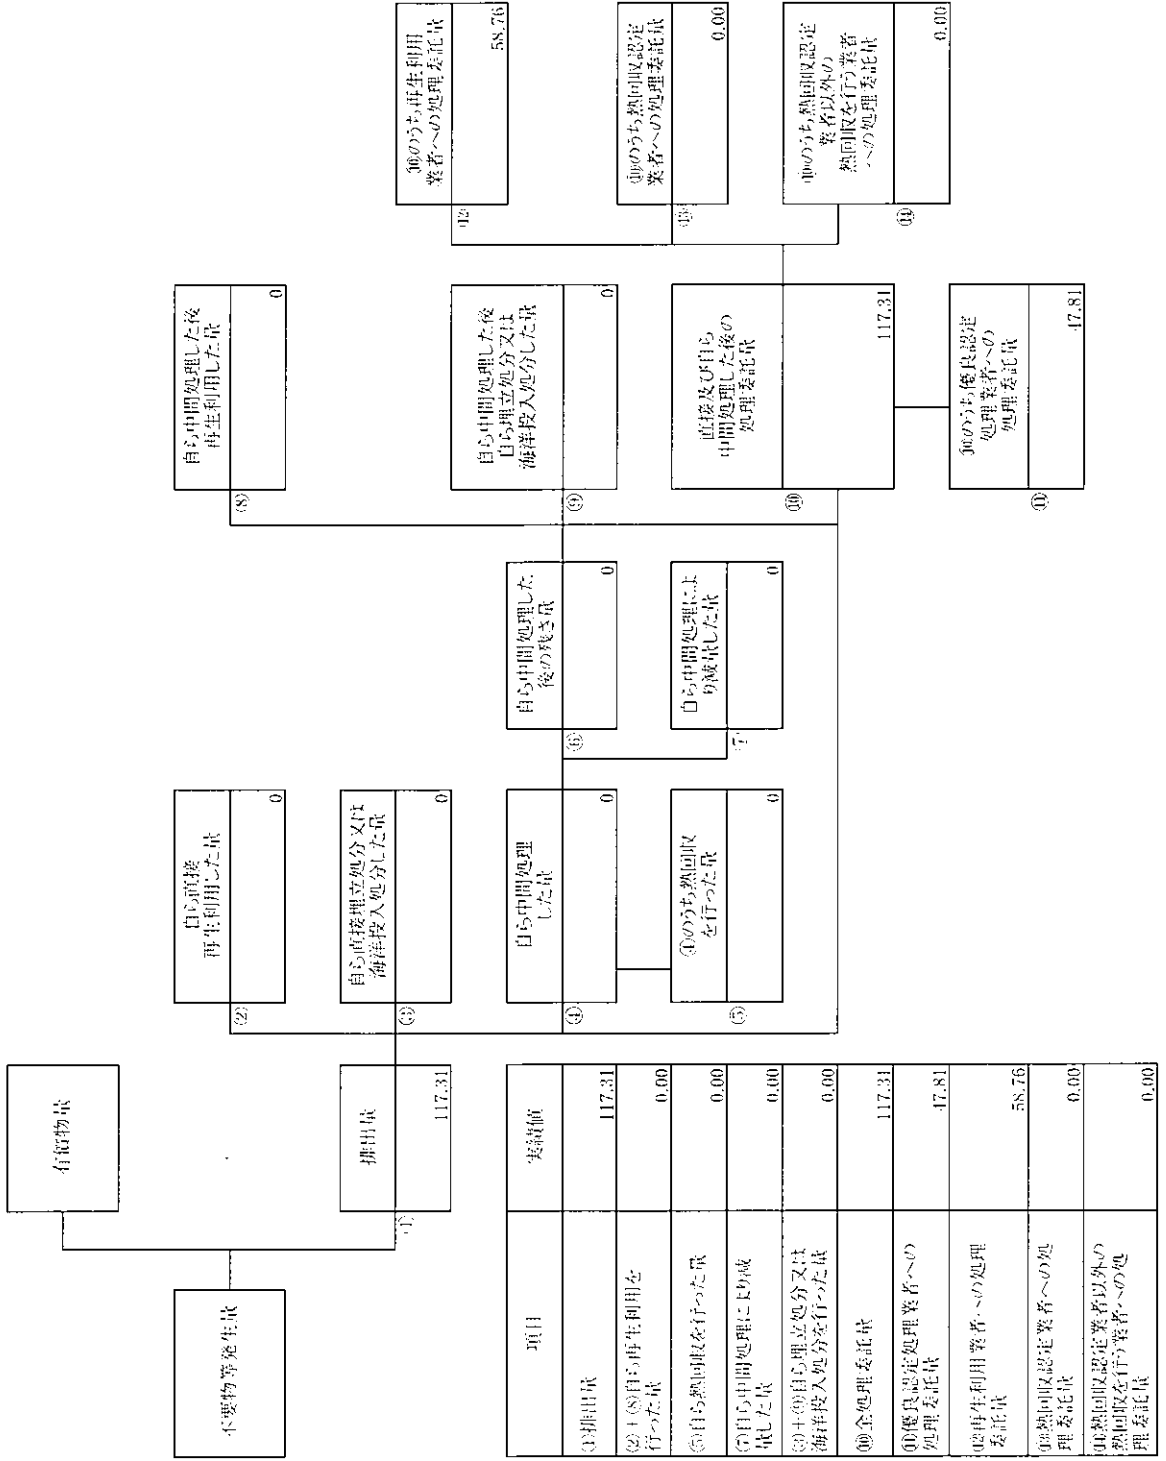 不要物等発生量
有価物量
排出量
①
117.31
自ら直接
再生利用した量
②
0
自ら直接埋立処分又は
海洋投入処分した量
③
0
自ら中間処理
した量
④
0
④のうち熱回収
を行った量
⑤
0
自ら中間処理した
後の残さ量
⑥
0
自ら中間処理によ
り減量した量
⑦
0
自ら中間処理した後
再生利用した量
⑧
0
自ら中間処理した後
自ら埋立処分又は
海洋投入処分した量
⑨
0
直接及び自ら
中間処理した後の
処理委託量
⑩
117.31
⑩のうち優良認定
処理業者への
処理委託量
⑪
47.81
⑩のうち再生利用
業者への処理委託量
⑫
58.76
⑩のうち熱回収認定
業者への処理委託量
⑬
0.00
⑩のうち熱回収認定
業者以外の
熱回収を行う業者
への処理委託量
⑭
0.00
項目
実績値
①排出量
117.31
②+⑧自ら再生利用を
行った量
0.00
⑤自ら熱回収を行った量
0.00
⑦自ら中間処理により減
量した量
0.00
③+⑨自ら埋立処分又は
海洋投入処分を行った量
0.00
⑩全処理委託量
117.31
⑪優良認定処理業者への
処理委託量
47.81
⑫再生利用業者への処理
委託量
58.76
⑬熱回収認定業者への処
理委託量
0.00
⑭熱回収認定業者以外の
熱回収を行う業者への処
理委託量
0.00